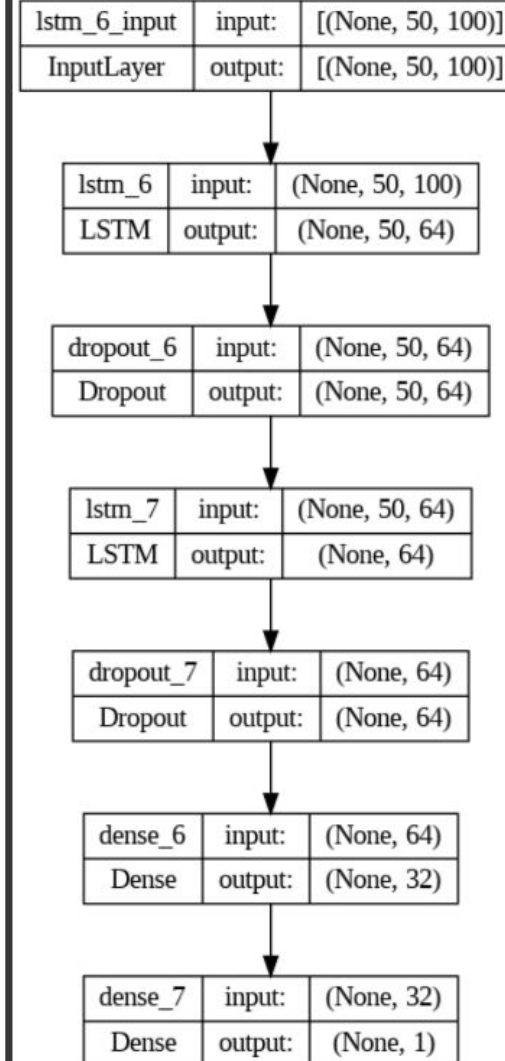 lstm_6_input input: [(None, 50, 100)]
InputLayer output: [(None, 50, 100)]
lstm_6 input: (None, 50, 100)
LSTM output: (None, 50, 64)
dropout_6 input: (None, 50, 64)
Dropout output: (None, 50, 64)
lstm_7 input: (None, 50, 64)
LSTM output: (None, 64)
dropout_7 input: (None, 64)
Dropout output: (None, 64)
dense_6 input: (None, 64)
Dense output: (None, 32)
dense_7 input: (None, 32)
Dense output: (None, 1)